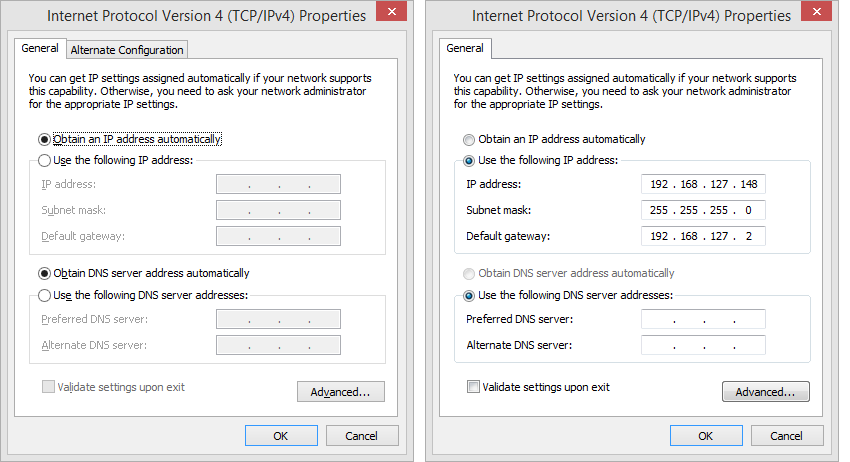 Internet Protocol Version 4 (TCP/IPv4) Properties
General
Alternate Configuration
You can get IP settings assigned automatically if your network supports
this capability. Otherwise, you need to ask your network administrator
for the appropriate IP settings.
Obtain an IP address automatically
Use the following IP address:
IP address: . . .
Subnet mask: . . .
Default gateway: . . .
Obtain DNS server address automatically
Use the following DNS server addresses:
Preferred DNS server: . . .
Alternate DNS server: . . .
Validate settings upon exit
Advanced...
OK
Cancel
Internet Protocol Version 4 (TCP/IPv4) Properties
General
You can get IP settings assigned automatically if your network supports
this capability. Otherwise, you need to ask your network administrator
for the appropriate IP settings.
Obtain an IP address automatically
Use the following IP address:
IP address: 192 . 168 . 127 . 148
Subnet mask: 255 . 255 . 255 . 0
Default gateway: 192 . 168 . 127 . 2
Obtain DNS server address automatically
Use the following DNS server addresses:
Preferred DNS server: . . .
Alternate DNS server: . . .
Validate settings upon exit
Advanced...
OK
Cancel